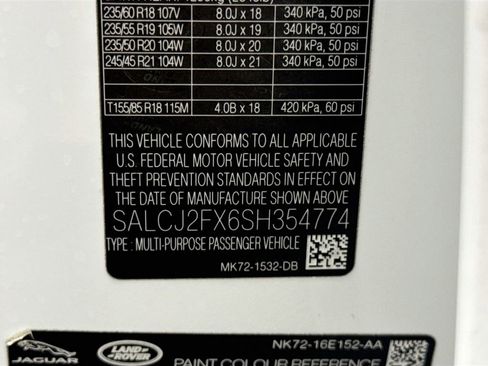 235/60 R18 107V 8.0J x 18 340 kPa, 50 psi
235/55 R19 105W 8.0J x 19 340 kPa, 50 psi
235/50 R20 104W 8.0J x 20 340 kPa, 50 psi
245/45 R21 104W 8.0J x 21 340 kPa, 50 psi
T155/85 R18 115M 4.0B x 18 420 kPa, 60 psi
THIS VEHICLE CONFORMS TO ALL APPLICABLE
U.S. FEDERAL MOTOR VEHICLE SAFETY AND
THEFT PREVENTION STANDARDS IN EFFECT ON
THE DATE OF MANUFACTURE SHOWN ABOVE
SALCJ2FX6SH354774
TYPE : MULTI-PURPOSE PASSENGER VEHICLE
MK72-1532-DB
NK72-16E152-AA
JAGUAR
LAND-
-ROVER
PAINT COLOUR REFERENCE